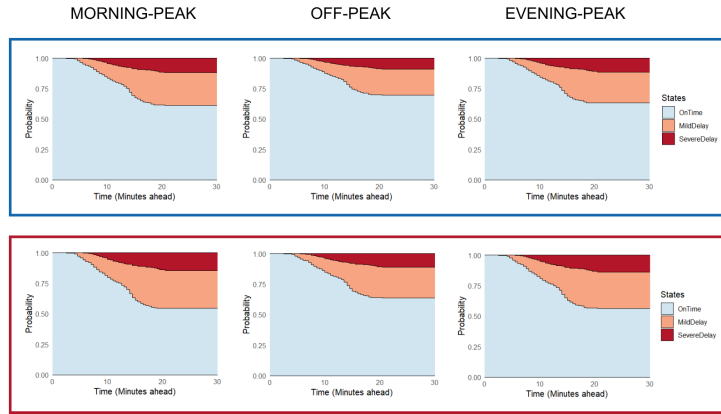 MORNING-PEAK
OFF-PEAK
EVENING-PEAK
1.00
0.75
0.50
0.25
0.00
Probability
0
10
20
30
Time (Minutes ahead)
1.00
0.75
0.50
0.25
0.00
Probability
0
10
20
30
Time (Minutes ahead)
1.00
0.75
0.50
0.25
0.00
Probability
0
10
20
30
Time (Minutes ahead)
States
OnTime
MildDelay
SevereDelay
1.00
0.75
0.50
0.25
0.00
Probability
0
10
20
30
Time (Minutes ahead)
1.00
0.75
0.50
0.25
0.00
Probability
0
10
20
30
Time (Minutes ahead)
1.00
0.75
0.50
0.25
0.00
Probability
0
10
20
30
Time (Minutes ahead)
States
OnTime
MildDelay
SevereDelay